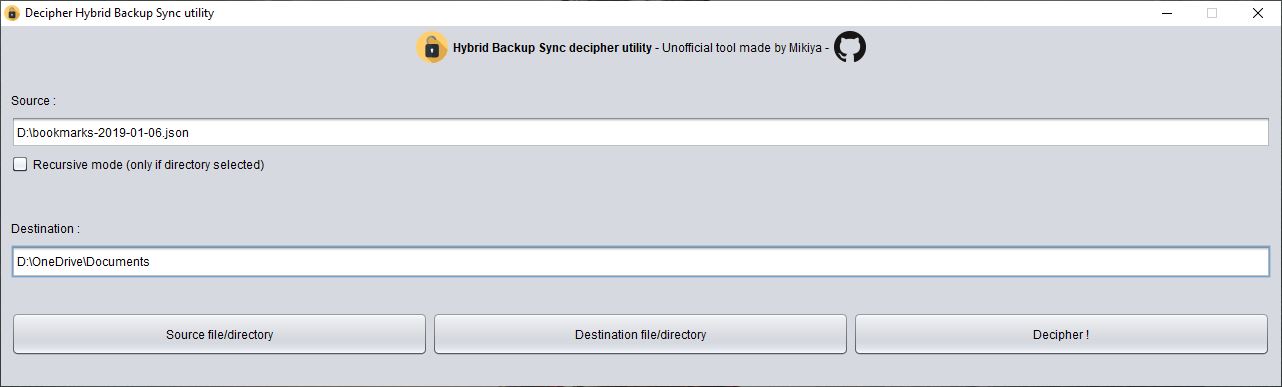 Decipher Hybrid Backup Sync utility
Hybrid Backup Sync decipher utility - Unofficial tool made by Mikiya -
Source :
D:\bookmarks-2019-01-06.json
Recursive mode (only if directory selected)
Destination :
D:\OneDrive\Documents
Source file/directory
Destination file/directory
Decipher !